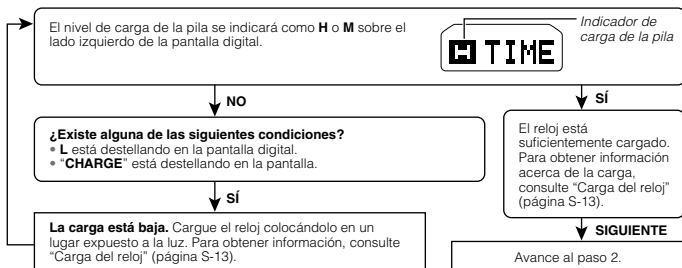 El nivel de carga de la pila se indicará como H o M sobre el
lado izquierdo de la pantalla digital.
H TIME
Indicador de
carga de la pila
NO
SÍ
¿Existe alguna de las siguientes condiciones?
• L está destellando en la pantalla digital.
• “CHARGE” está destellando en la pantalla.
El reloj está
suficientemente cargado.
Para obtener información
acerca de la carga,
consulte “Carga del reloj”
(página S-13).
SÍ
SIGUIENTE
La carga está baja. Cargue el reloj colocándolo en un
lugar expuesto a la luz. Para obtener información, consulte
“Carga del reloj” (página S-13).
Avance al paso 2.